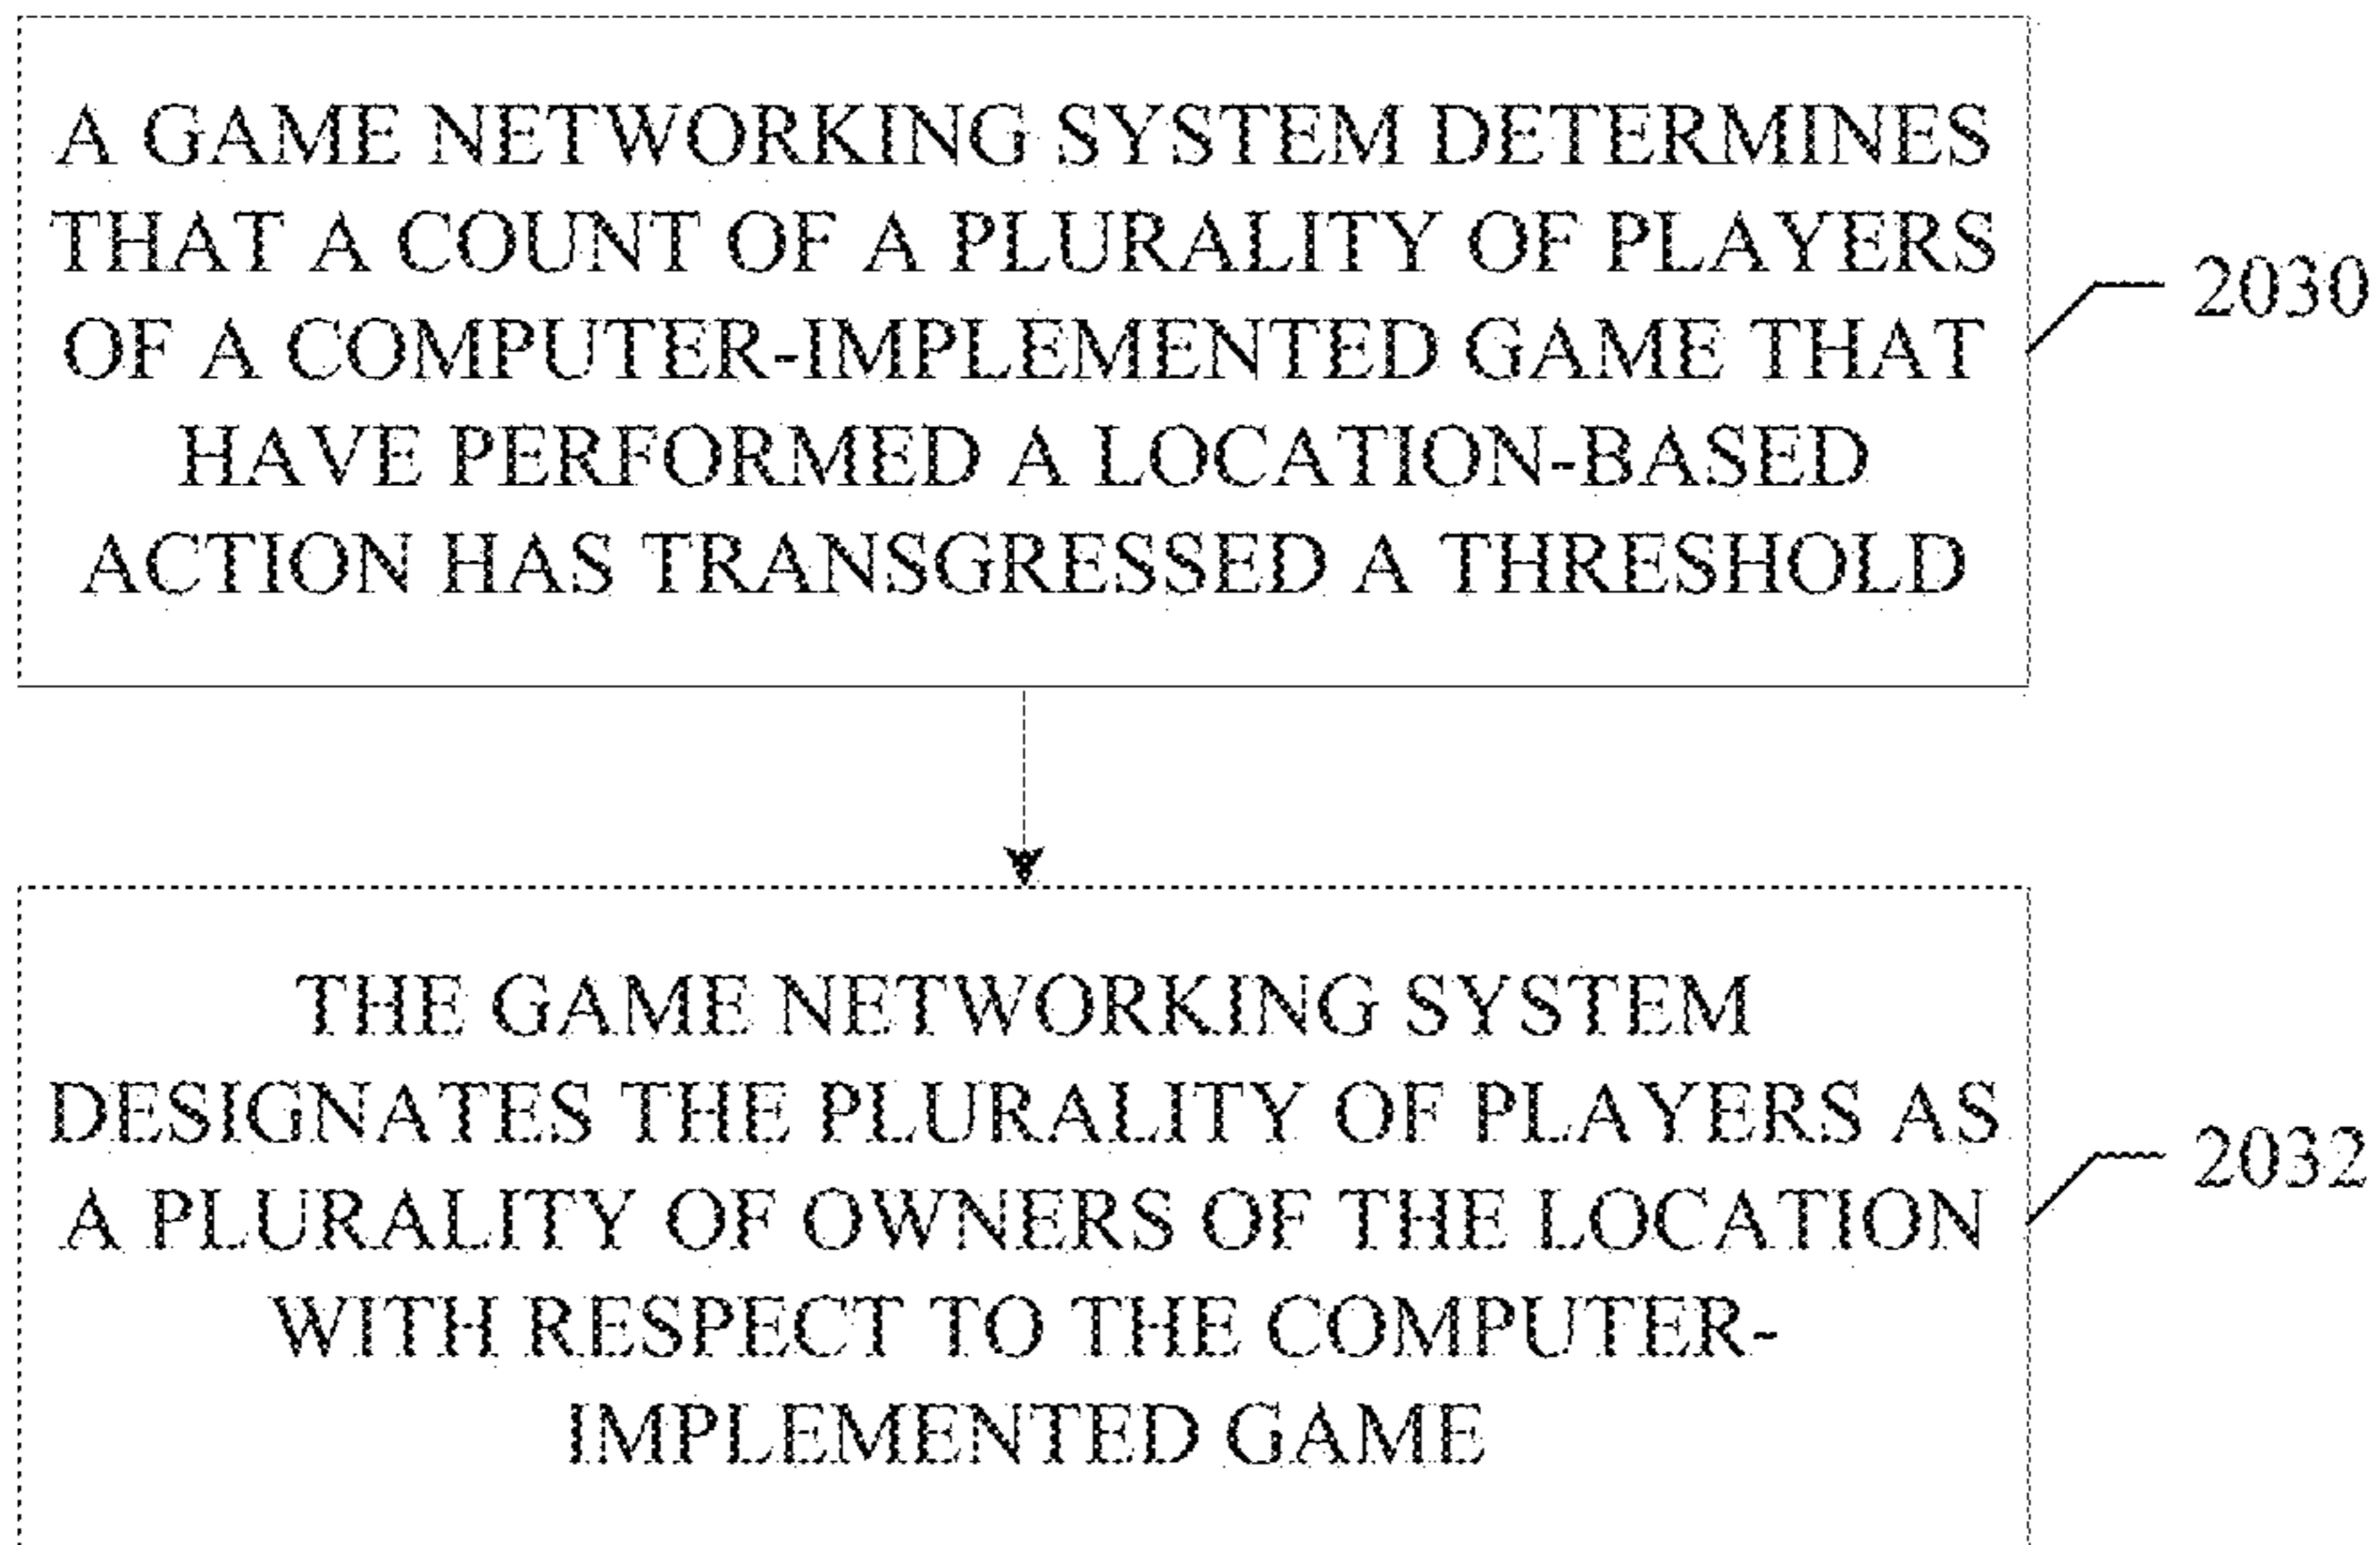 A GAME NETWORKING SYSTEM DETERMINES
THAT A COUNT OF A PLURALITY OF PLAYERS
OF A COMPUTER-IMPLEMENTED GAME THAT
HAVE PERFORMED A LOCATION-BASED
ACTION HAS TRANSGRESSED A THRESHOLD
2030
THE GAME NETWORKING SYSTEM
DESIGNATES THE PLURALITY OF PLAYERS AS
A PLURALITY OF OWNERS OF THE LOCATION
WITH RESPECT TO THE COMPUTER-
IMPLEMENTED GAME
2032